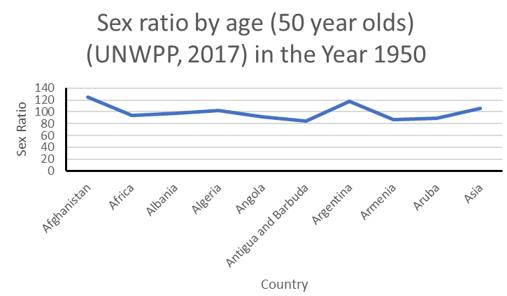 Sex ratio by age (50 year olds)
(UNWPP, 2017) in the Year 1950
Sex Ratio
140
120
100
80
60
40
20
0
Afghanistan
Africa
Albania
Algeria
Angola
Antigua and Barbuda
Argentina
Armenia
Aruba
Asia
Country